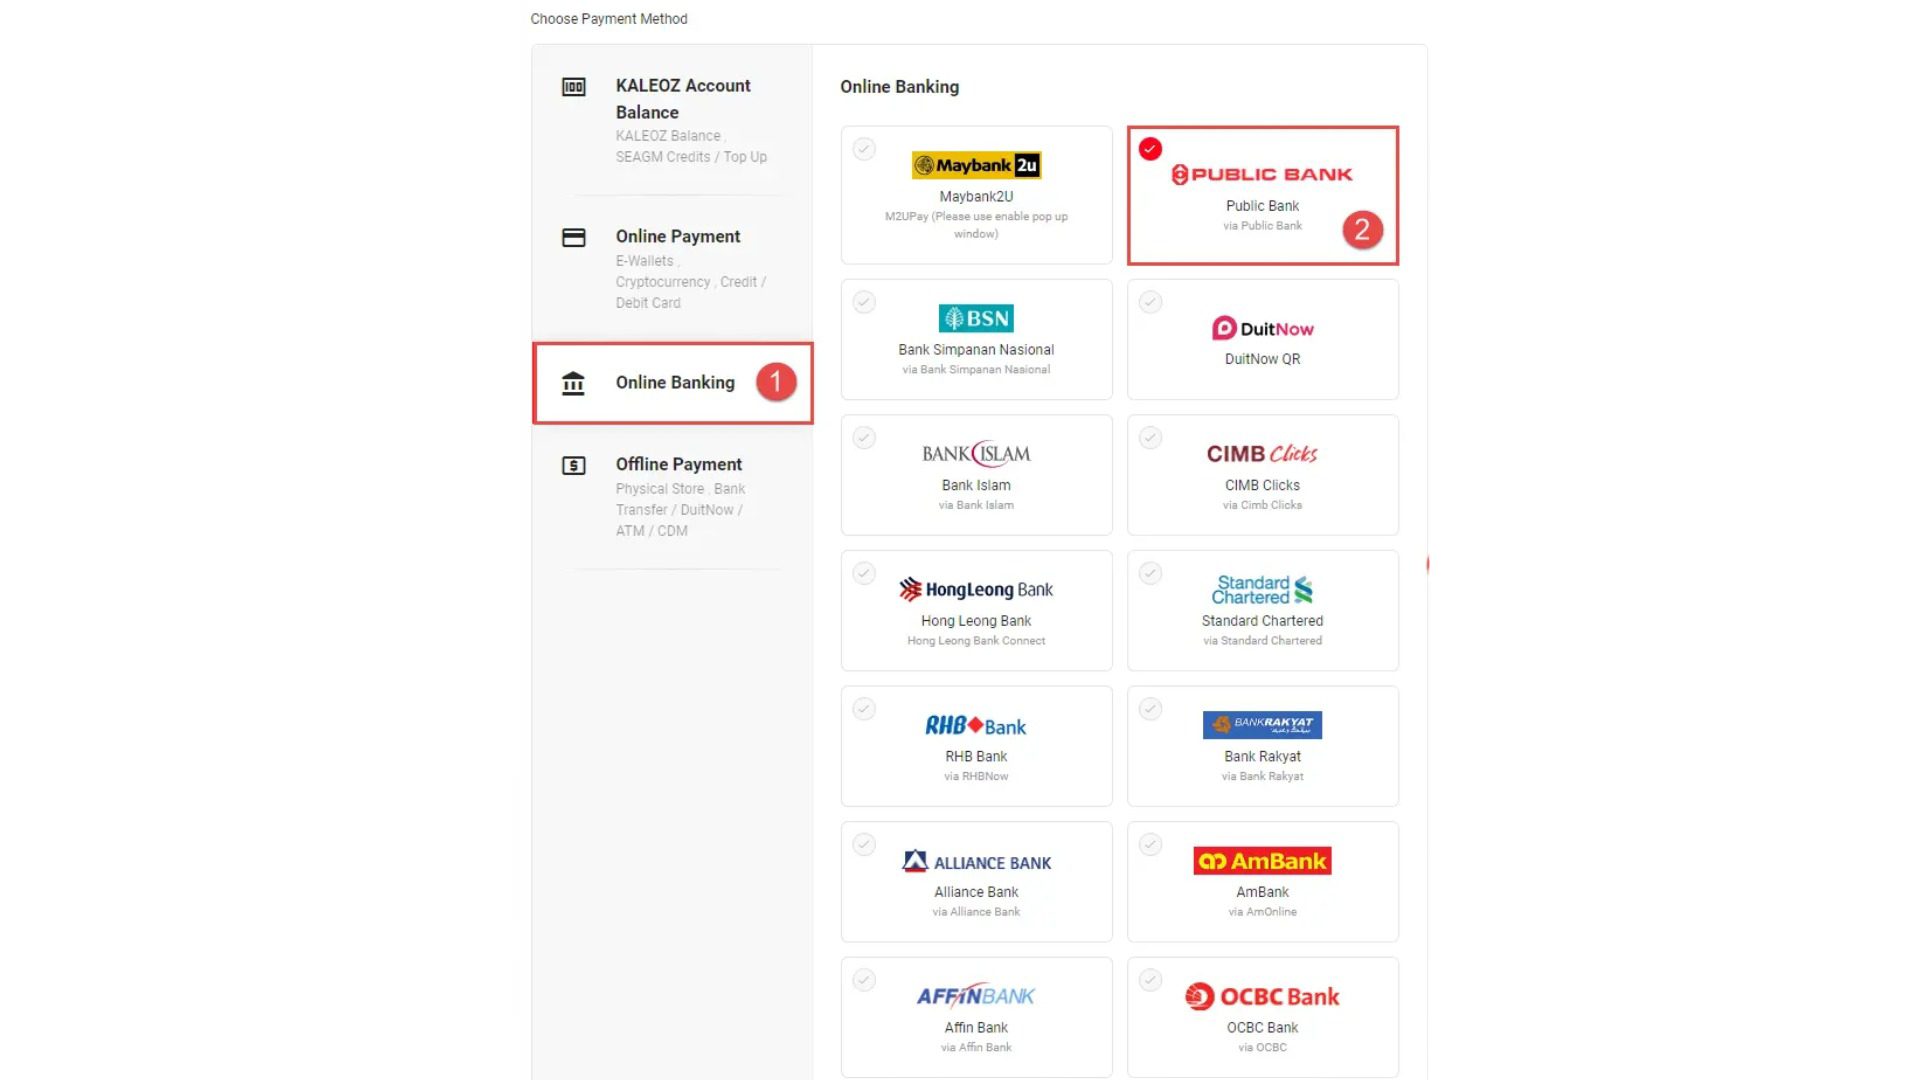 Choose Payment Method
KALEOZ Account
Balance
KALEOZ Balance ,
SEAGM Credits / Top Up
Online Payment
E-Wallets ,
Cryptocurrency , Credit /
Debit Card
Online Banking 1
Offline Payment
Physical Store , Bank
Transfer / DuitNow /
ATM / CDM
Online Banking
Maybank 2u
Maybank2U
M2UPay (Please use enable pop up
window)
PUBLIC BANK
Public Bank
via Public Bank
2
BSN
Bank Simpanan Nasional
via Bank Simpanan Nasional
DuitNow
DuitNow QR
BANK ISLAM
Bank Islam
via Bank Islam
CIMB Clicks
CIMB Clicks
via Cimb Clicks
HongLeong Bank
Hong Leong Bank
Hong Leong Bank Connect
Standard
Chartered
Standard Chartered
via Standard Chartered
RHB Bank
RHB Bank
via RHBNow
BANK RAKYAT
Bank Rakyat
via Bank Rakyat
ALLIANCE BANK
Alliance Bank
via Alliance Bank
AmBank
AmBank
via AmOnline
AFFIN BANK
Affin Bank
via Affin Bank
OCBC Bank
OCBC Bank
via OCBC